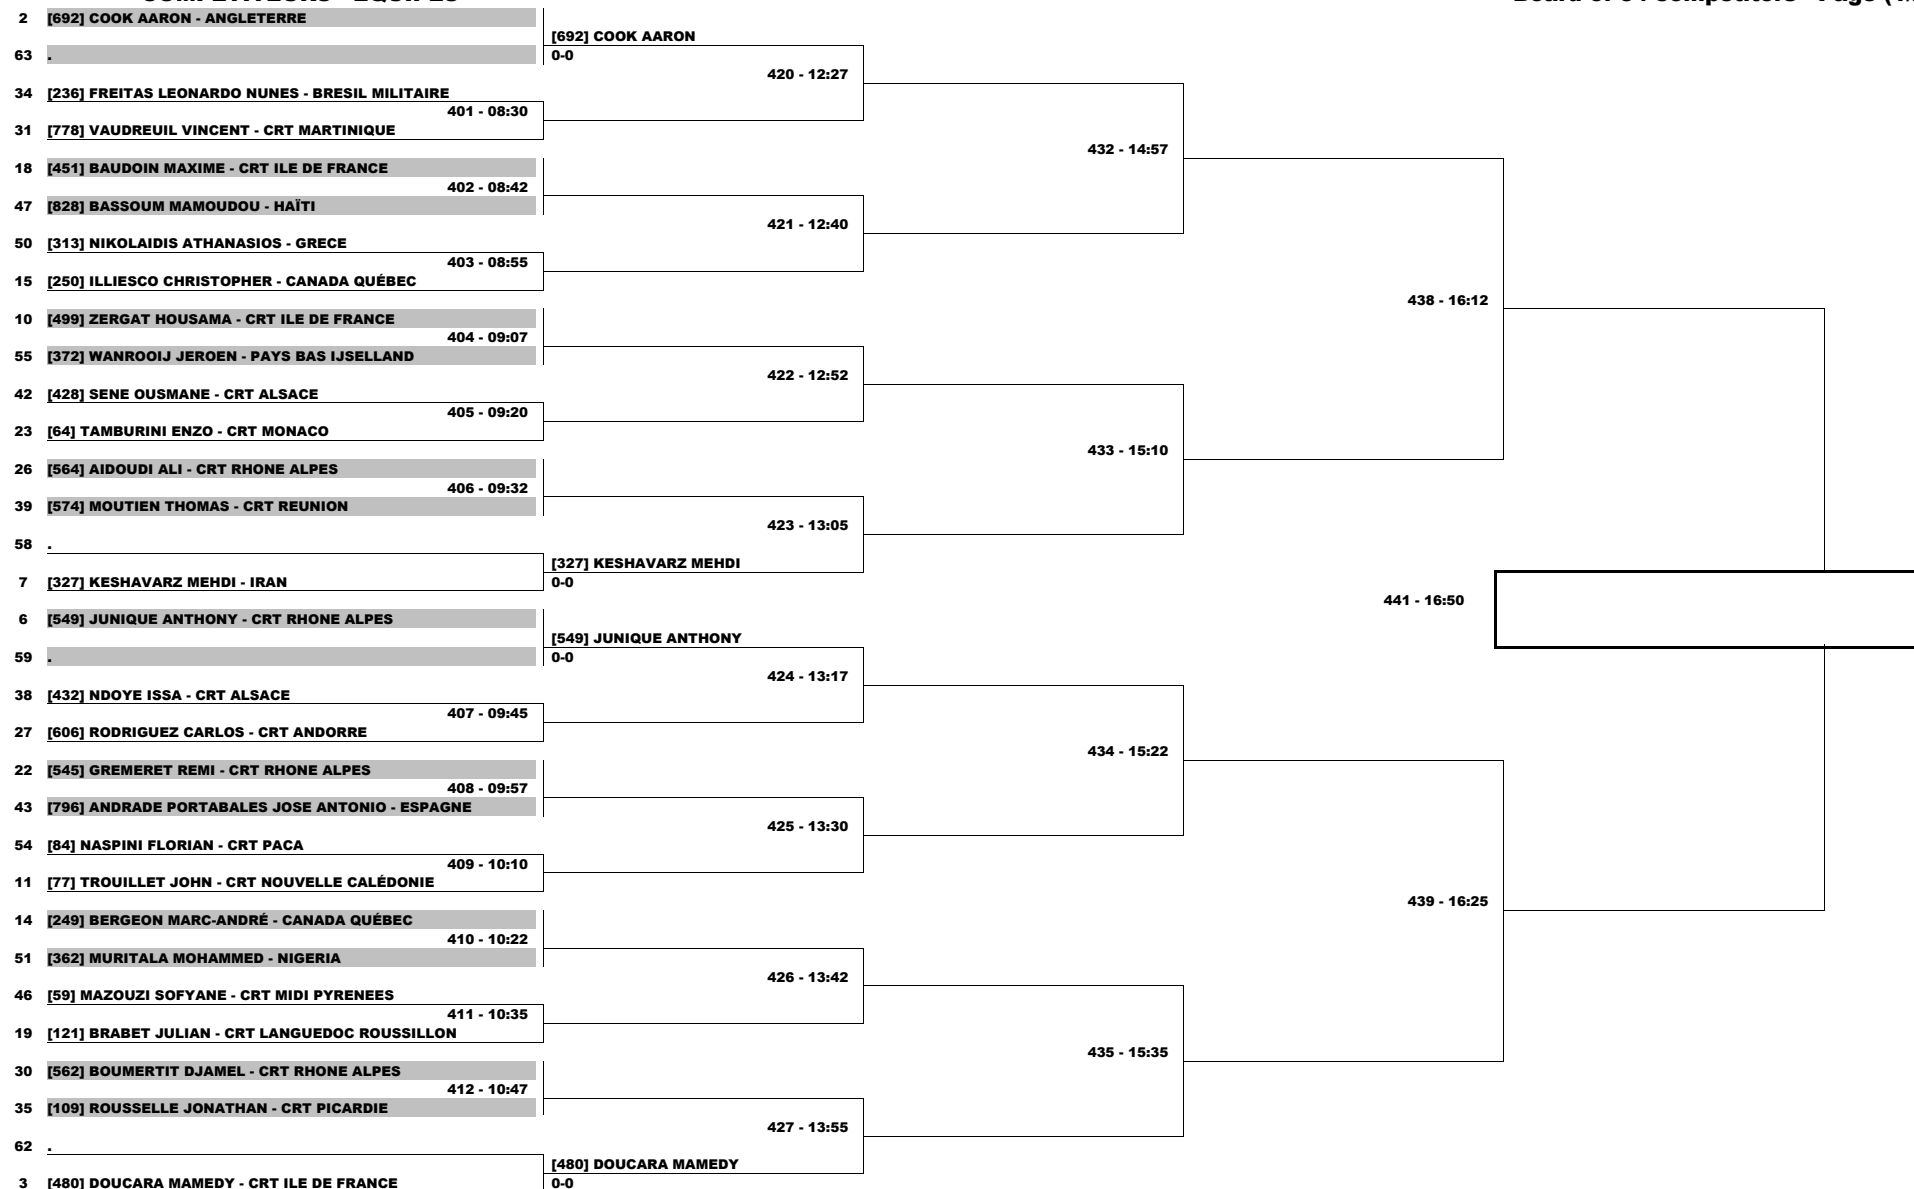 2 [692] COOK AARON - ANGLETERRE
[692] COOK AARON
63 .
0-0
420 - 12:27
34 [236] FREITAS LEONARDO NUNES - BRESIL MILITAIRE
401 - 08:30
31 [778] VAUDREUIL VINCENT - CRT MARTINIQUE
432 - 14:57
18 [451] BAUDOIN MAXIME - CRT ILE DE FRANCE
402 - 08:42
47 [828] BASSOUM MAMOUDOU - HAÏTI
421 - 12:40
50 [313] NIKOLAIDIS ATHANASIOS - GRECE
403 - 08:55
15 [250] ILLIESCO CHRISTOPHER - CANADA QUÉBEC
438 - 16:12
10 [499] ZERGAT HOUSAMA - CRT ILE DE FRANCE
404 - 09:07
55 [372] WANROOIJ JEROEN - PAYS BAS IJSELLAND
422 - 12:52
42 [428] SENE OUSMANE - CRT ALSACE
405 - 09:20
23 [64] TAMBURINI ENZO - CRT MONACO
433 - 15:10
26 [564] AIDOUDI ALI - CRT RHONE ALPES
406 - 09:32
39 [574] MOUTIEN THOMAS - CRT REUNION
423 - 13:05
58 .
[327] KESHAVARZ MEHDI
7 [327] KESHAVARZ MEHDI - IRAN
0-0
441 - 16:50
6 [549] JUNIQUE ANTHONY - CRT RHONE ALPES
[549] JUNIQUE ANTHONY
59 .
0-0
424 - 13:17
38 [432] NDOYE ISSA - CRT ALSACE
407 - 09:45
27 [606] RODRIGUEZ CARLOS - CRT ANDORRE
434 - 15:22
22 [545] GREMERET REMI - CRT RHONE ALPES
408 - 09:57
43 [796] ANDRADE PORTABALES JOSE ANTONIO - ESPAGNE
425 - 13:30
54 [84] NASPINI FLORIAN - CRT PACA
409 - 10:10
11 [77] TROUILLET JOHN - CRT NOUVELLE CALÉDONIE
439 - 16:25
14 [249] BERGEON MARC-ANDRÉ - CANADA QUÉBEC
410 - 10:22
51 [362] MURITALA MOHAMMED - NIGERIA
426 - 13:42
46 [59] MAZOUZI SOFYANE - CRT MIDI PYRENEES
411 - 10:35
19 [121] BRABET JULIAN - CRT LANGUEDOC ROUSSILLON
435 - 15:35
30 [562] BOUMERTIT DJAMEL - CRT RHONE ALPES
412 - 10:47
35 [109] ROUSSELLE JONATHAN - CRT PICARDIE
427 - 13:55
62 .
[480] DOUCARA MAMEDY
3 [480] DOUCARA MAMEDY - CRT ILE DE FRANCE
0-0